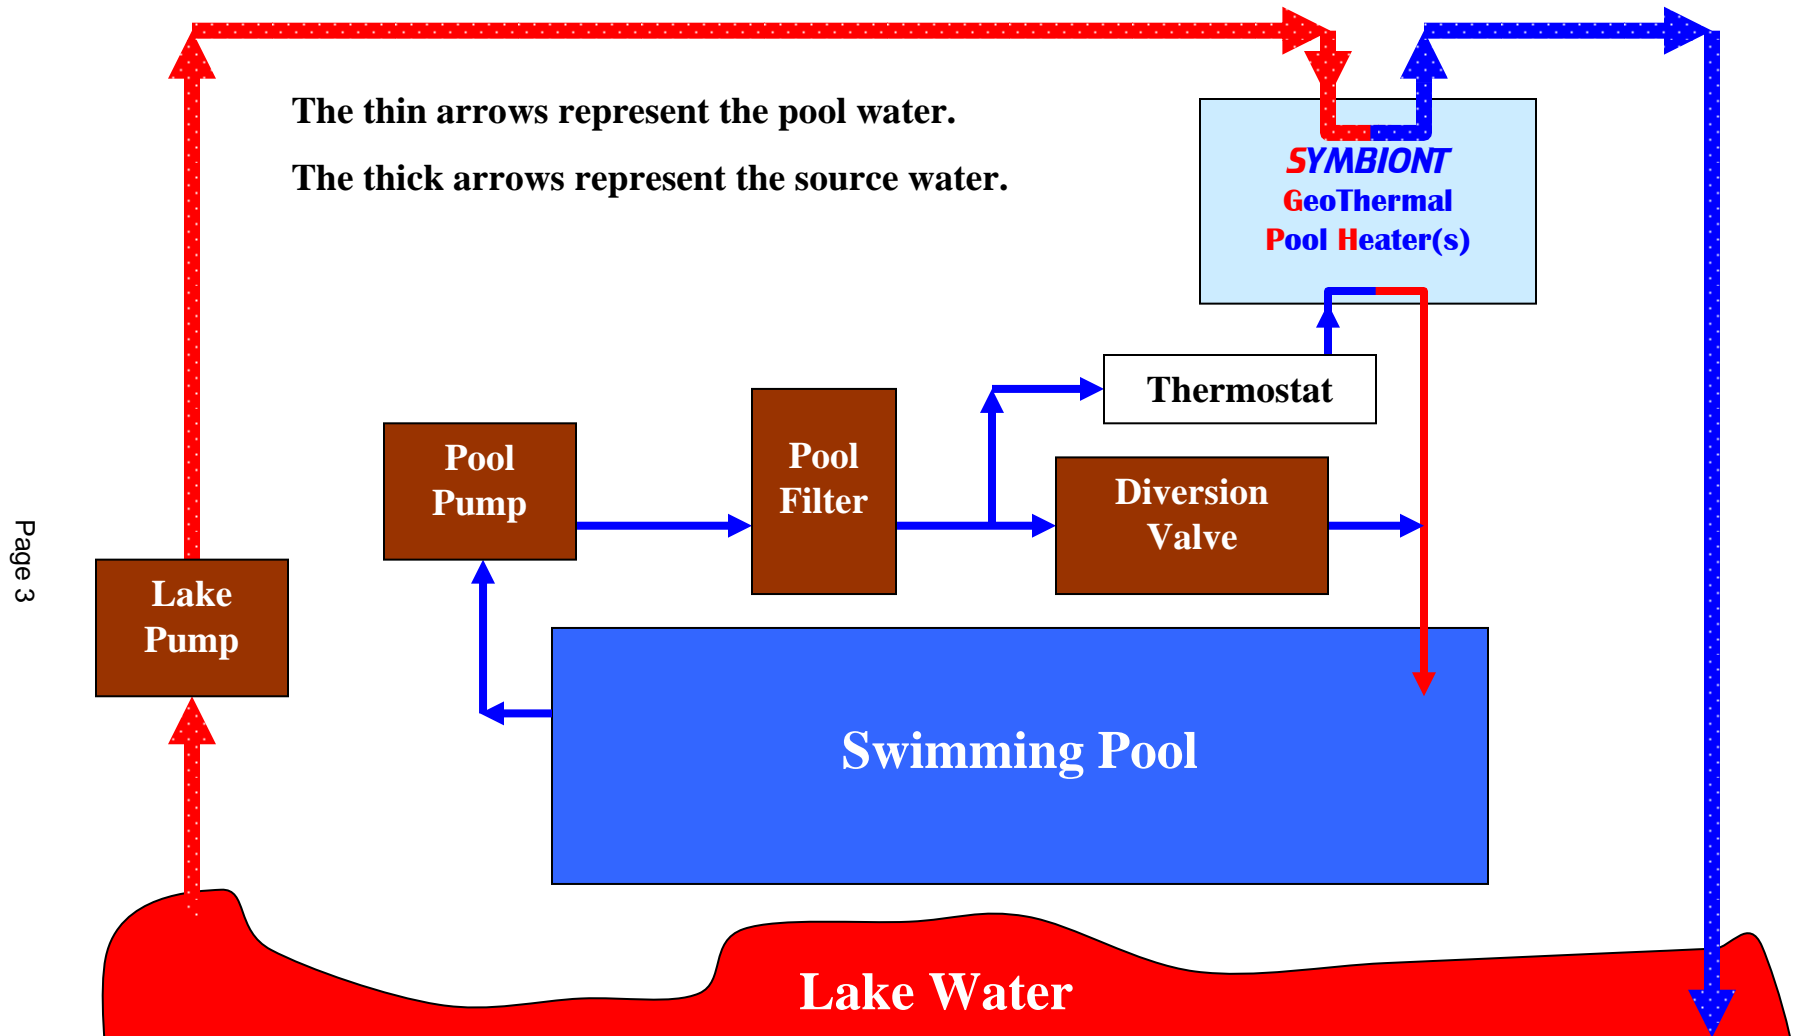 The thin arrows represent the pool water.
The thick arrows represent the source water.
SYMBIONT
GeoThermal
Pool Heater(s)
Thermostat
Pool
Pump
Pool
Filter
Diversion
Valve
Lake
Pump
Page 3
Swimming Pool
Lake Water